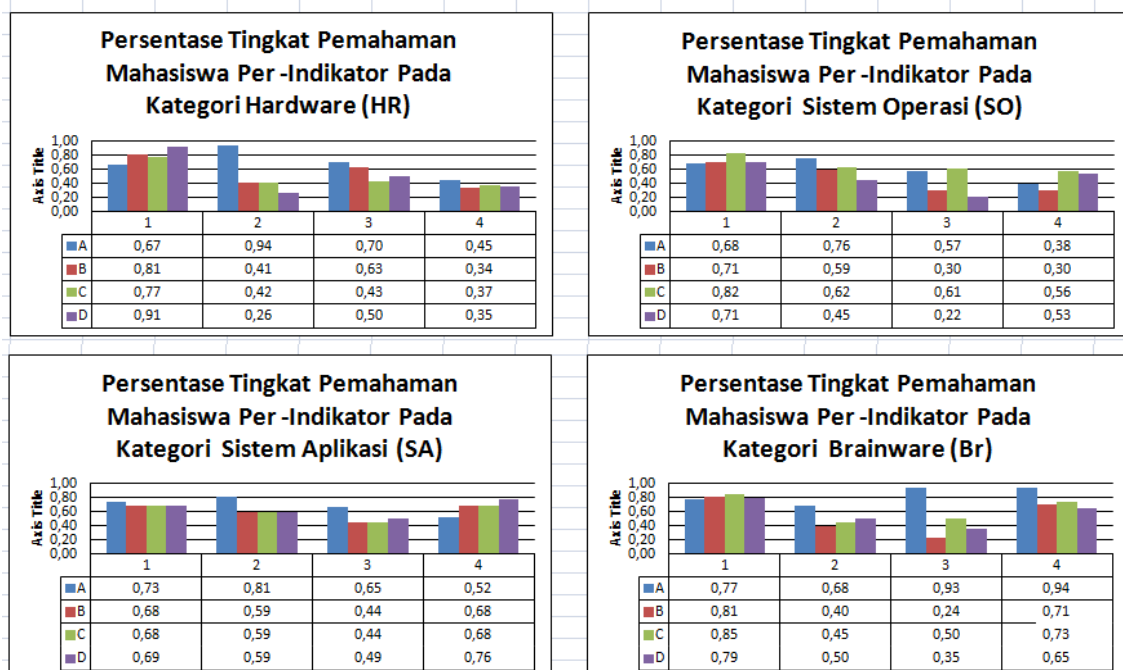 Persentase Tingkat Pemahaman
Mahasiswa Per -Indikator Pada
Kategori Hardware (HR)
Axis Title
1,00
0,80
0,60
0,40
0,20
0,00
1 2 3 4
A 0,67 0,94 0,70 0,45
B 0,81 0,41 0,63 0,34
C 0,77 0,42 0,43 0,37
D 0,91 0,26 0,50 0,35
Persentase Tingkat Pemahaman
Mahasiswa Per -Indikator Pada
Kategori Sistem Operasi (SO)
Axis Title
1,00
0,80
0,60
0,40
0,20
0,00
1 2 3 4
A 0,68 0,76 0,57 0,38
B 0,71 0,59 0,30 0,30
C 0,82 0,62 0,61 0,56
D 0,71 0,45 0,22 0,53
Persentase Tingkat Pemahaman
Mahasiswa Per -Indikator Pada
Kategori Sistem Aplikasi (SA)
Axis Title
1,00
0,80
0,60
0,40
0,20
0,00
1 2 3 4
A 0,73 0,81 0,65 0,52
B 0,68 0,59 0,44 0,68
C 0,68 0,59 0,44 0,68
D 0,69 0,59 0,49 0,76
Persentase Tingkat Pemahaman
Mahasiswa Per -Indikator Pada
Kategori Brainware (Br)
Axis Title
1,00
0,80
0,60
0,40
0,20
0,00
1 2 3 4
A 0,77 0,68 0,93 0,94
B 0,81 0,40 0,24 0,71
C 0,85 0,45 0,50 0,73
D 0,79 0,50 0,35 0,65